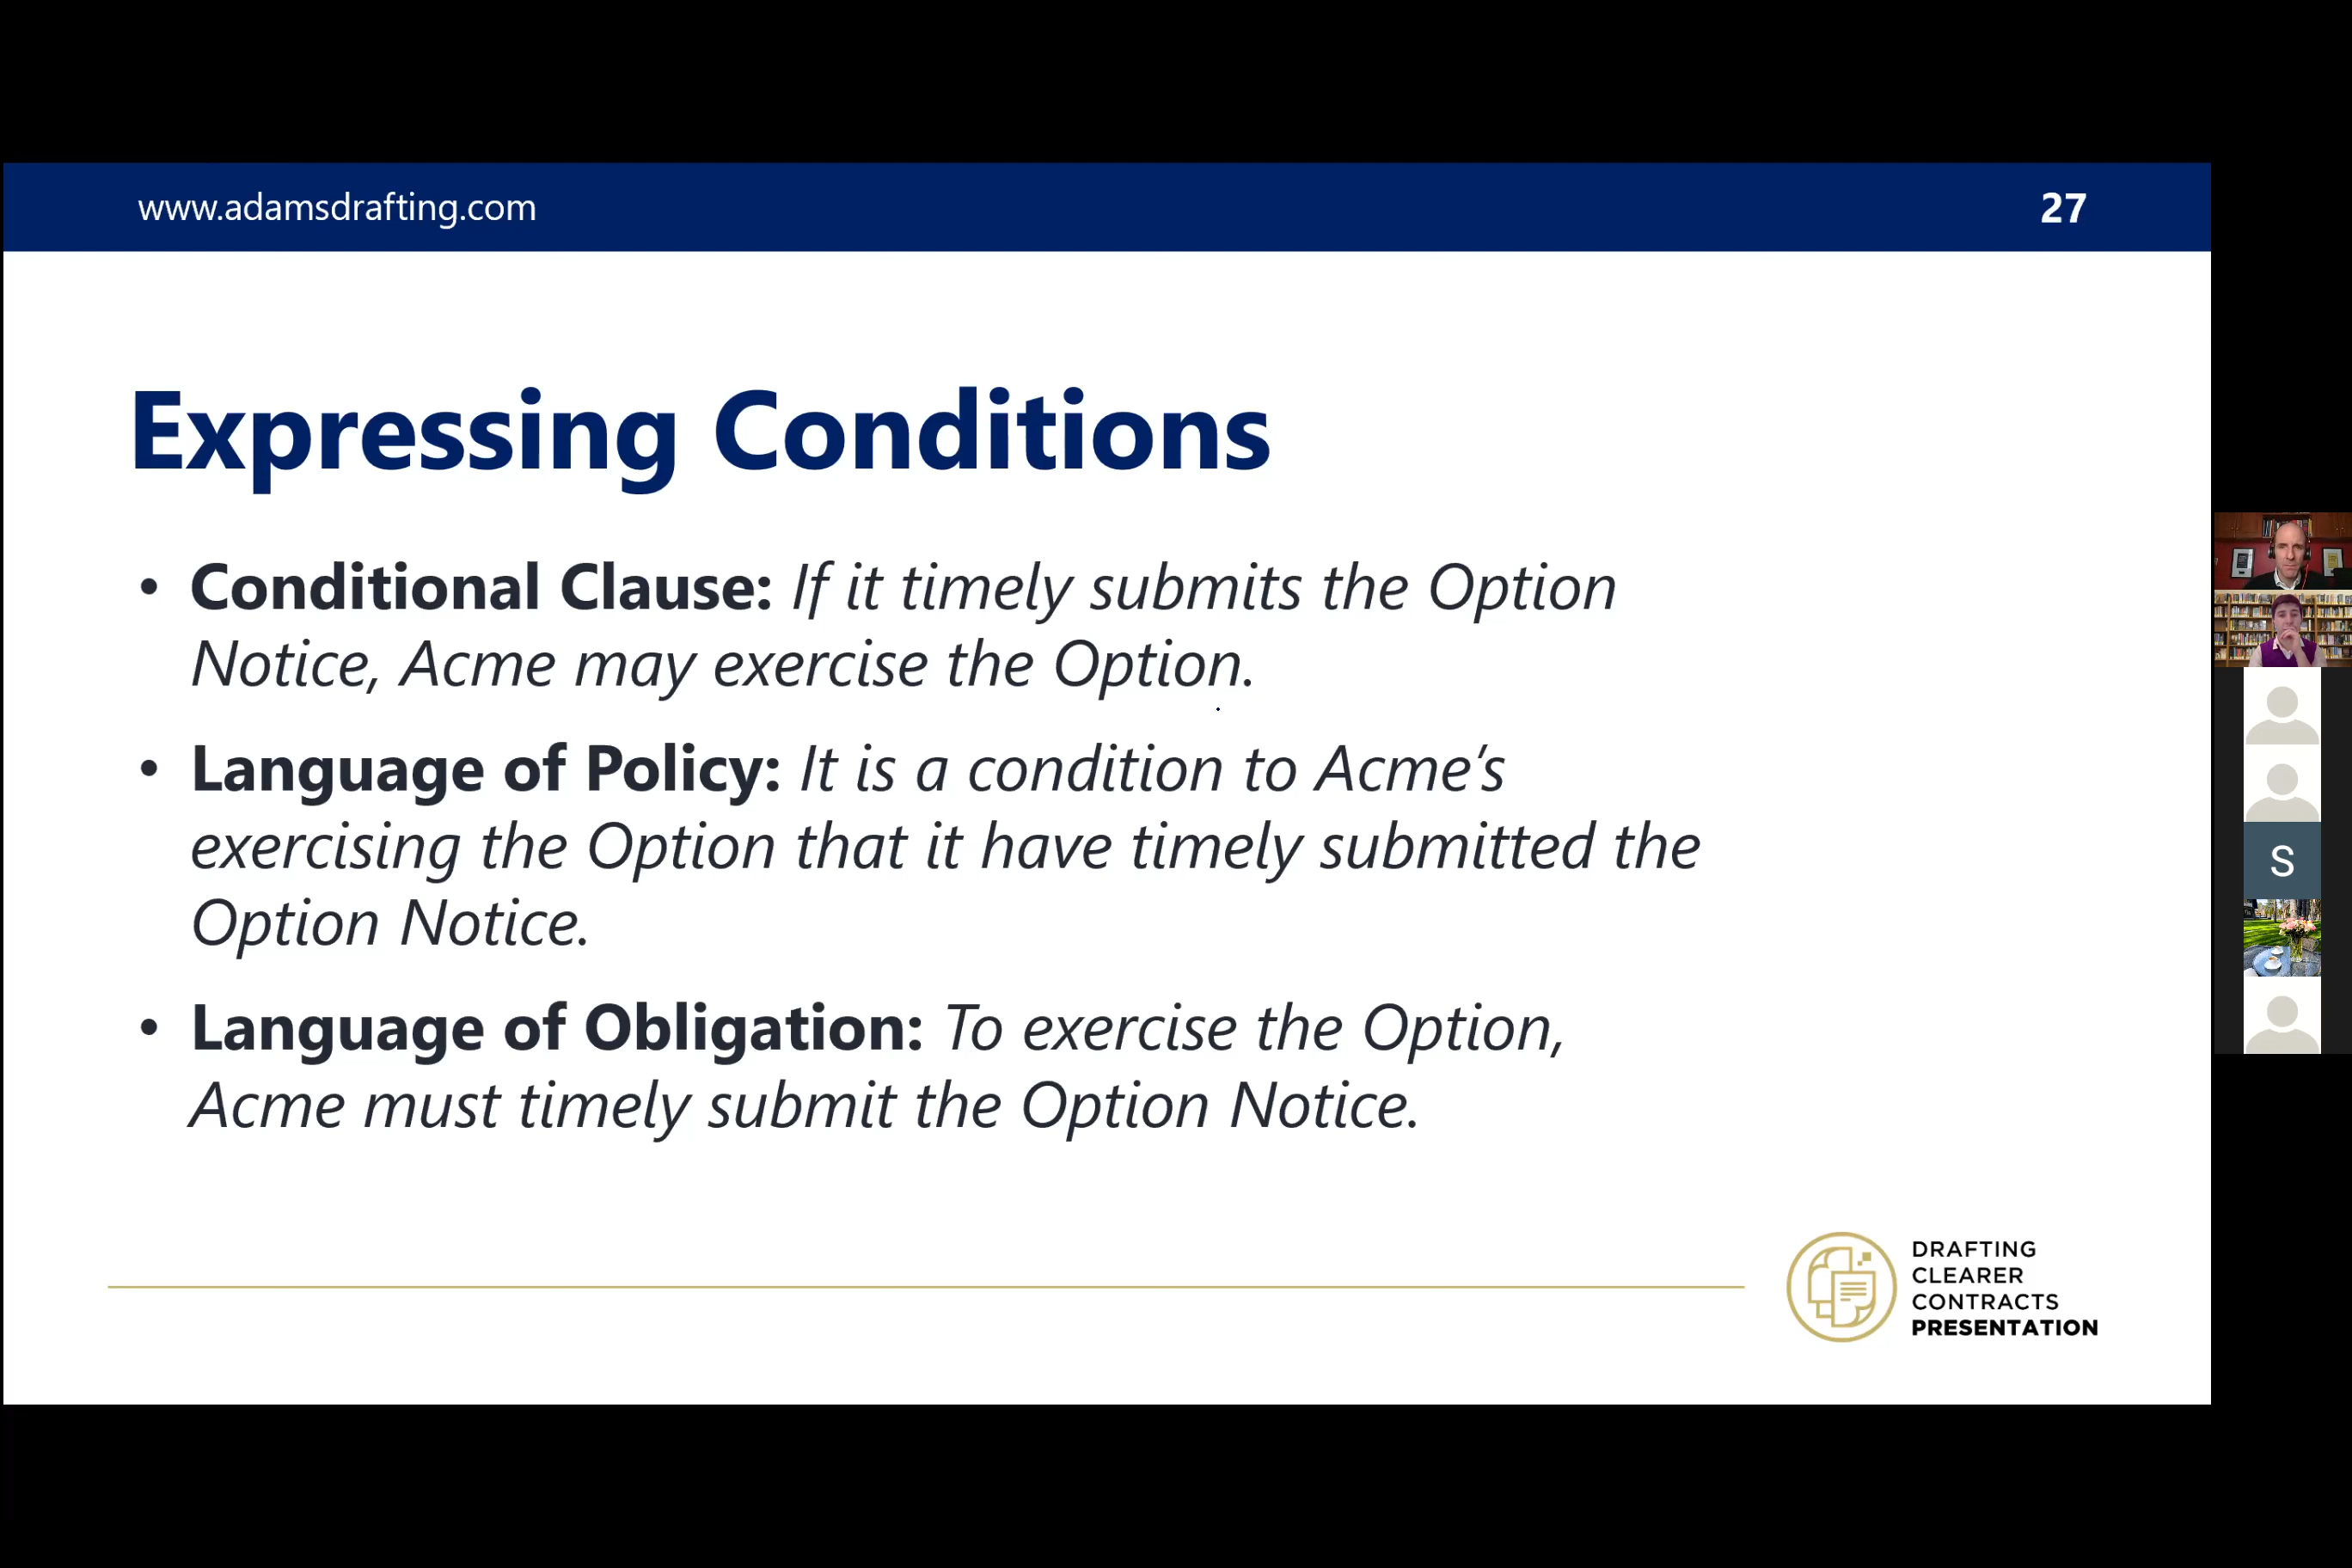 www.adamsdrafting.com
27
Expressing Conditions
• Conditional Clause: If it timely submits the Option
Notice, Acme may exercise the Option.
• Language of Policy: It is a condition to Acme‘s
exercising the Option that it have timely submitted the
Option Notice.
• Language of Obligation: To exercise the Option,
Acme must timely submit the Option Notice.
DRAFTING
CLEARER
CONTRACTS
PRESENTATION
S